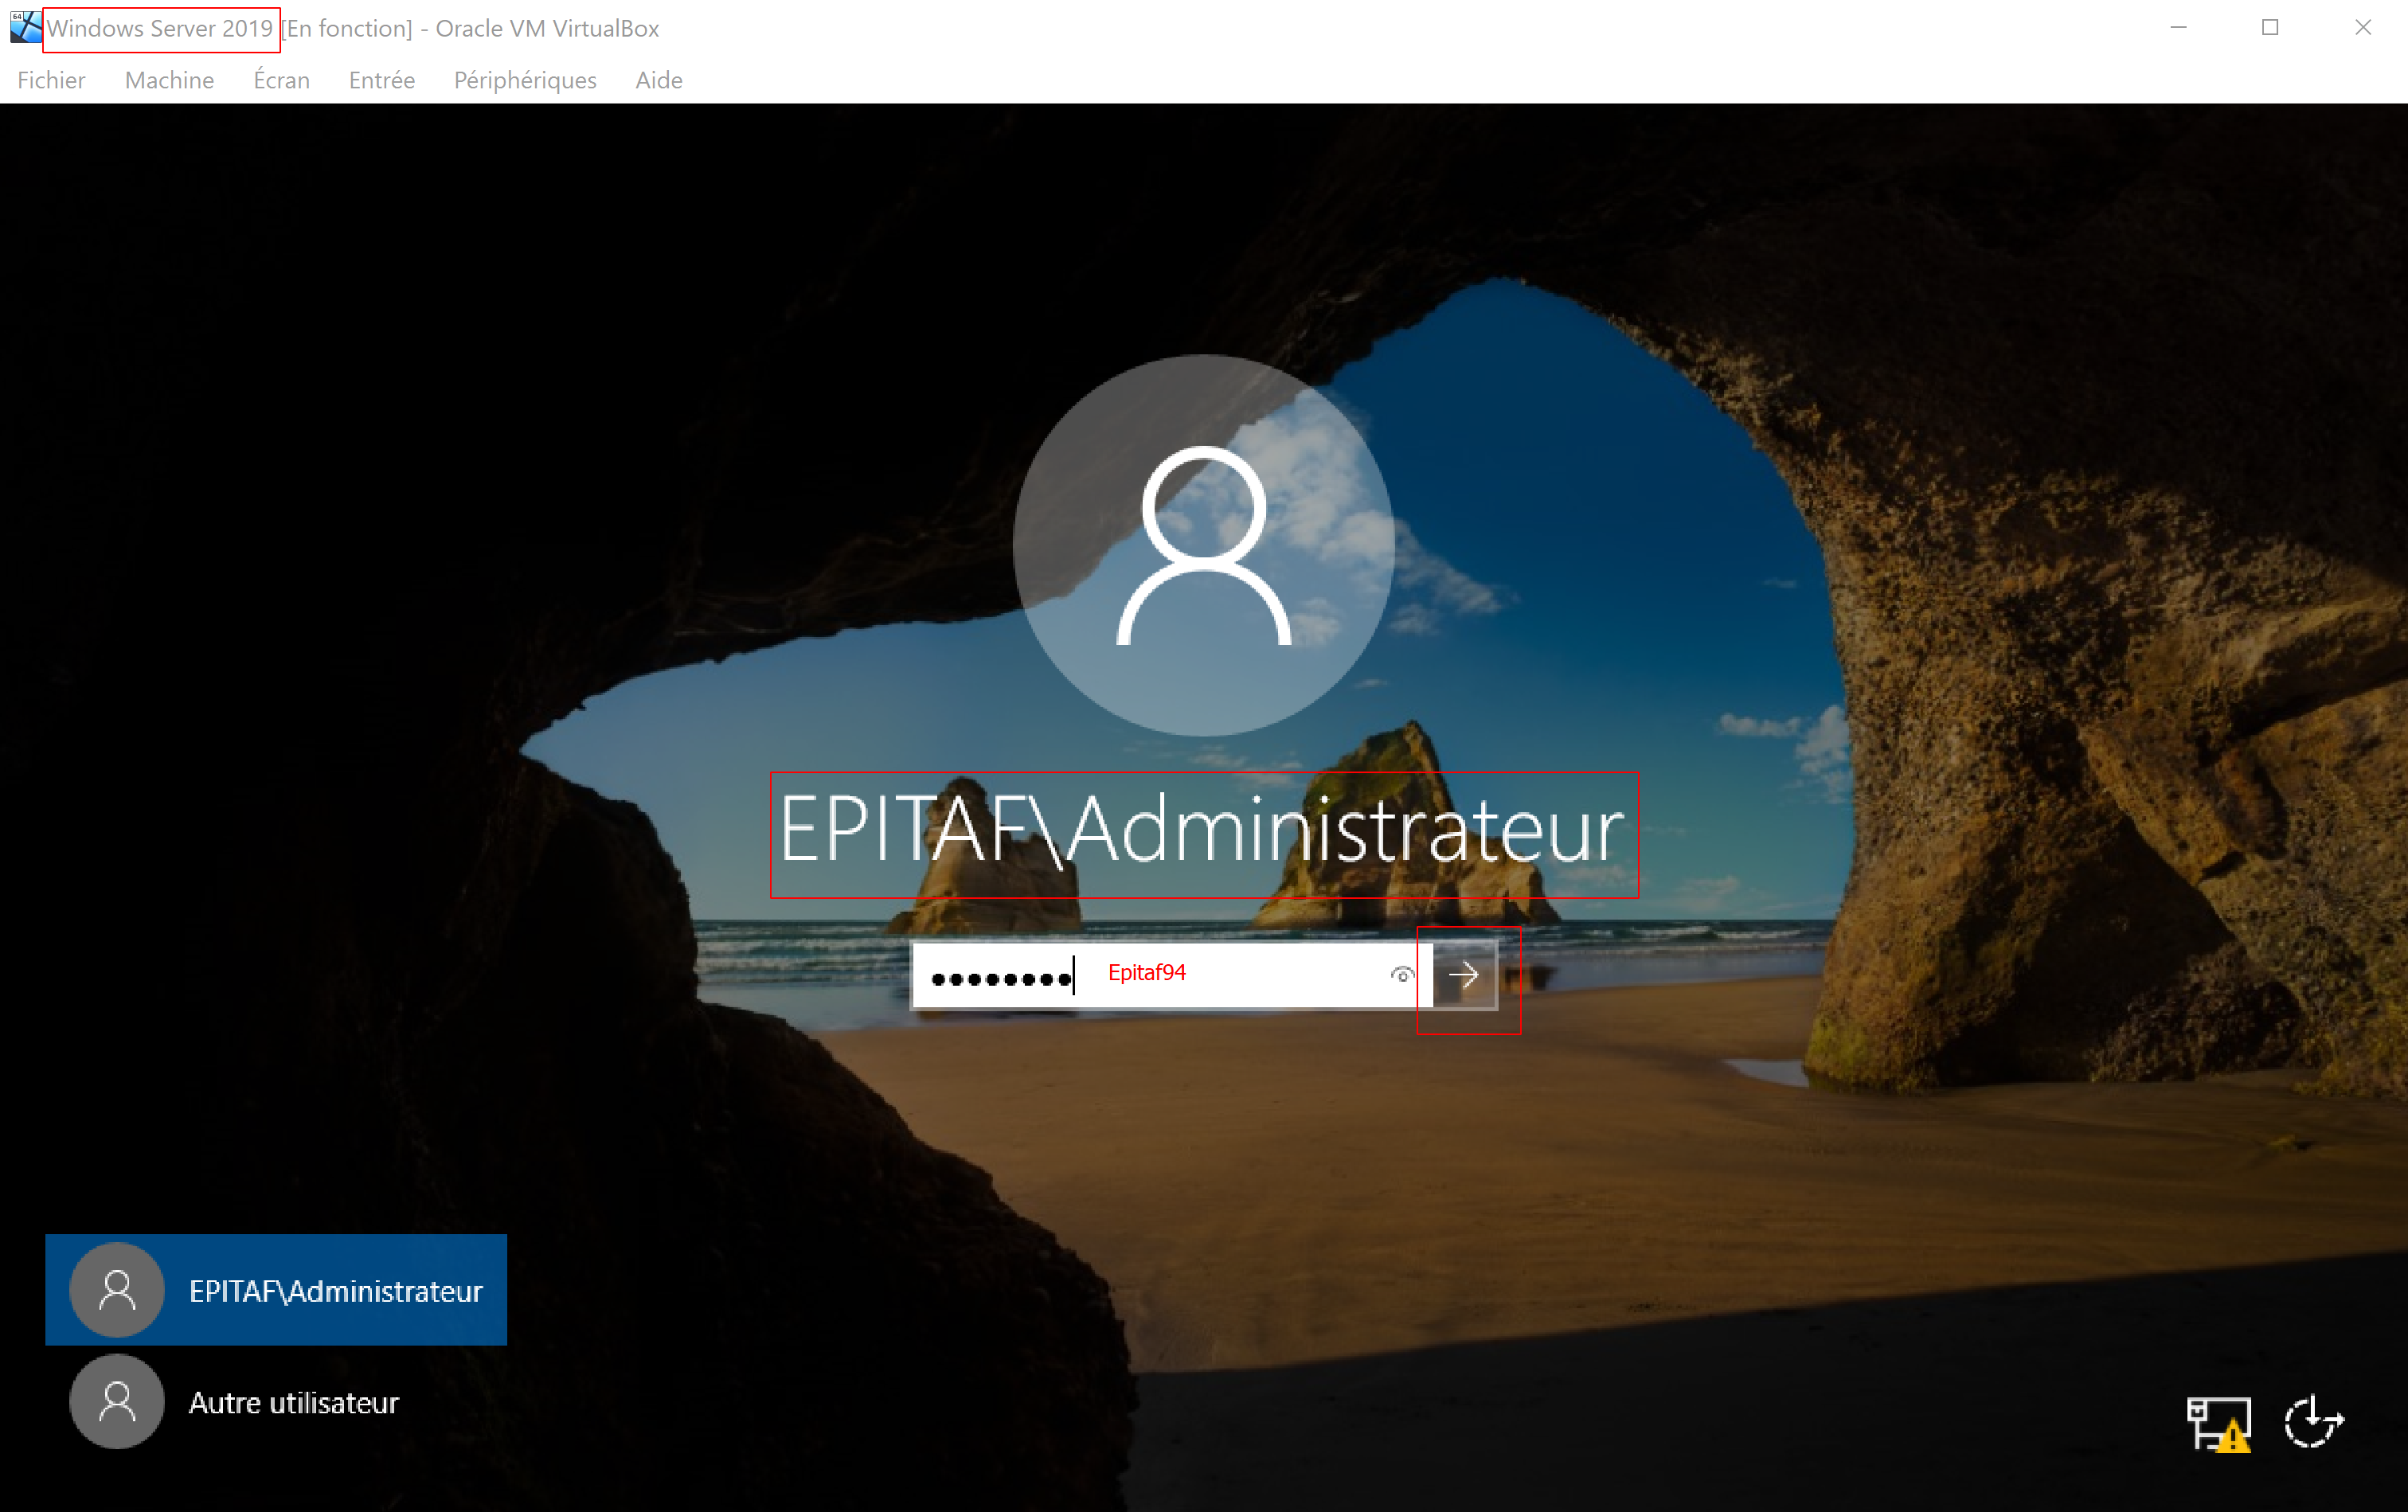 Windows Server 2019 [En fonction] - Oracle VM VirtualBox
Fichier Machine Écran Entrée Périphériques Aide
EPITAF\Administrateur
Epitaf94
EPITAF\Administrateur
Autre utilisateur